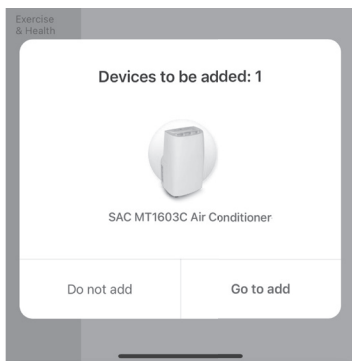 Exercise
& Health
Devices to be added: 1
SAC MT1603C Air Conditioner
Do not add
Go to add